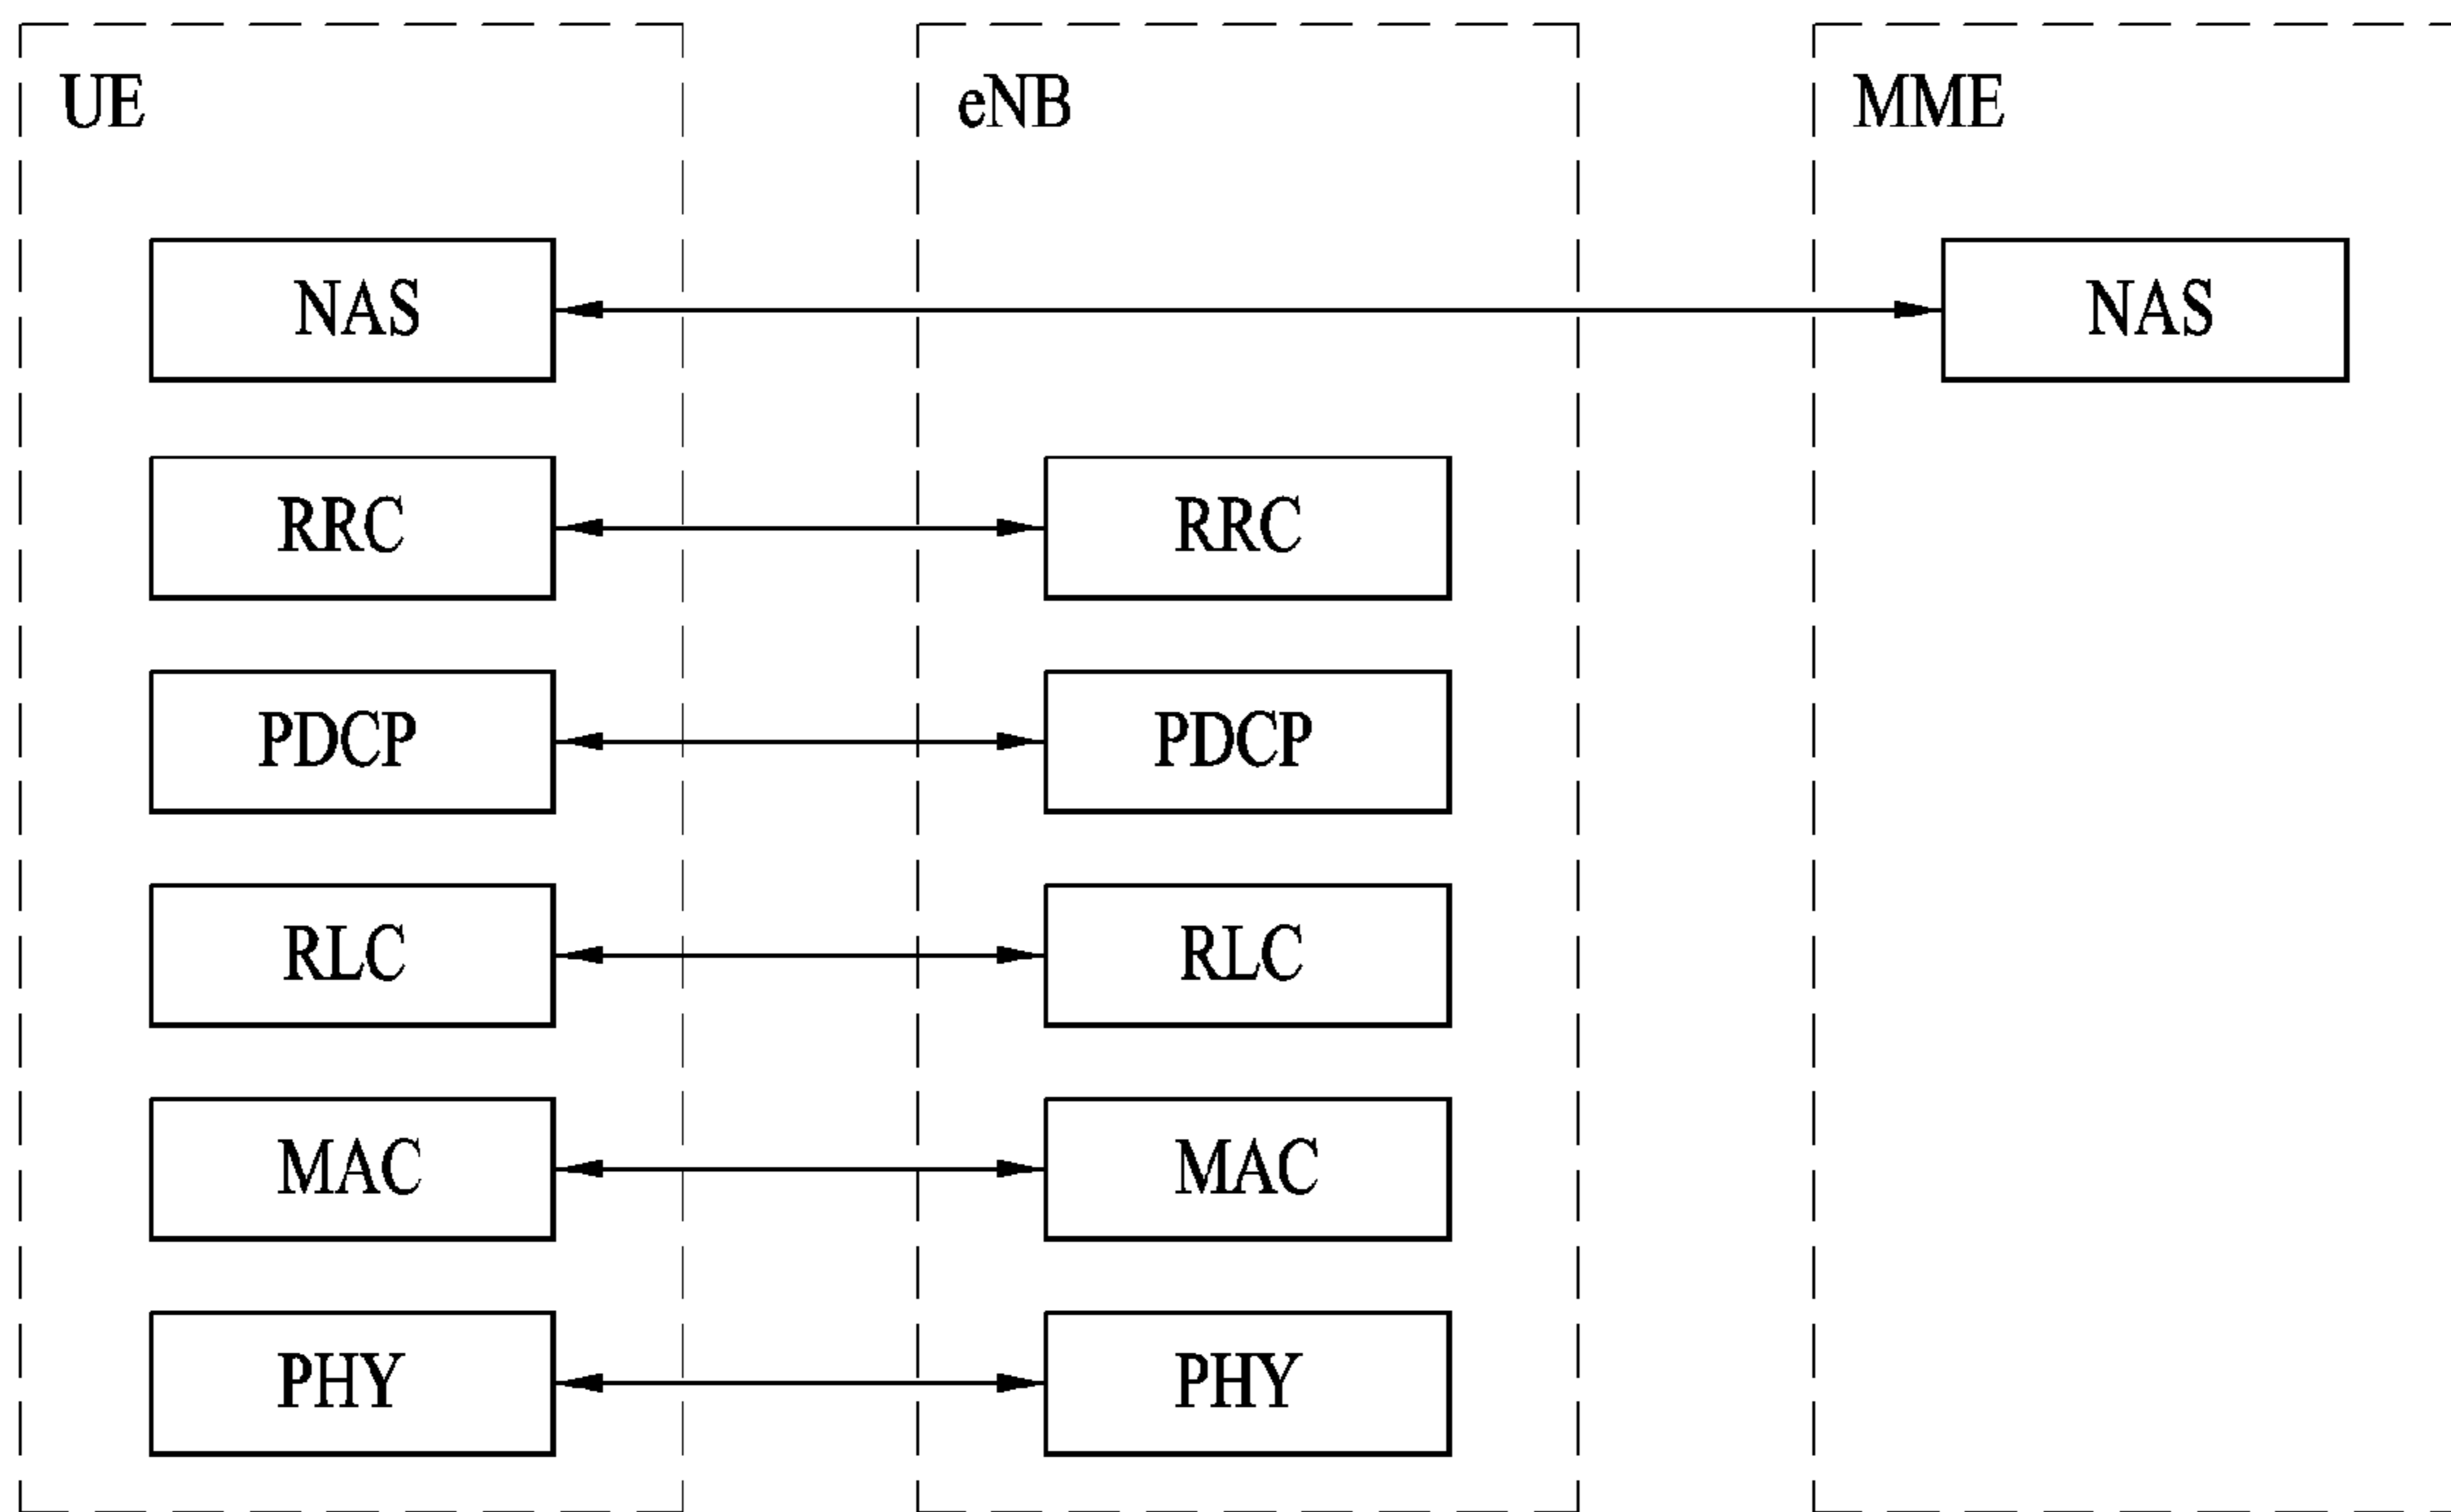 UE eNB MME
NAS NAS
RRC RRC
PDCP PDCP
RLC RLC
MAC MAC
PHY PHY